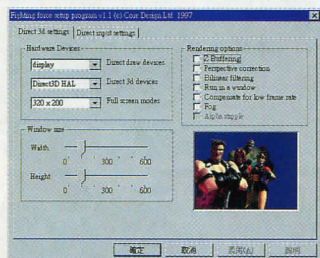 Fighting force setup program v1.1 (c) Core Design Ltd. 1997
Direct 3d settings
Direct input settings
Hardware Devices
display
Direct draw devices
Direct3D HAL
Direct 3d devices
320 x 200
Full screen modes
Rendering options
Z Buffering
Perspective correction
Bilinear filtering
Run in a window
Compensate for low frame rate
Fog
Alpha stipple
Window size
Width
0 300 600
Height
0 300 600
確定
取消
套用(A)
說明